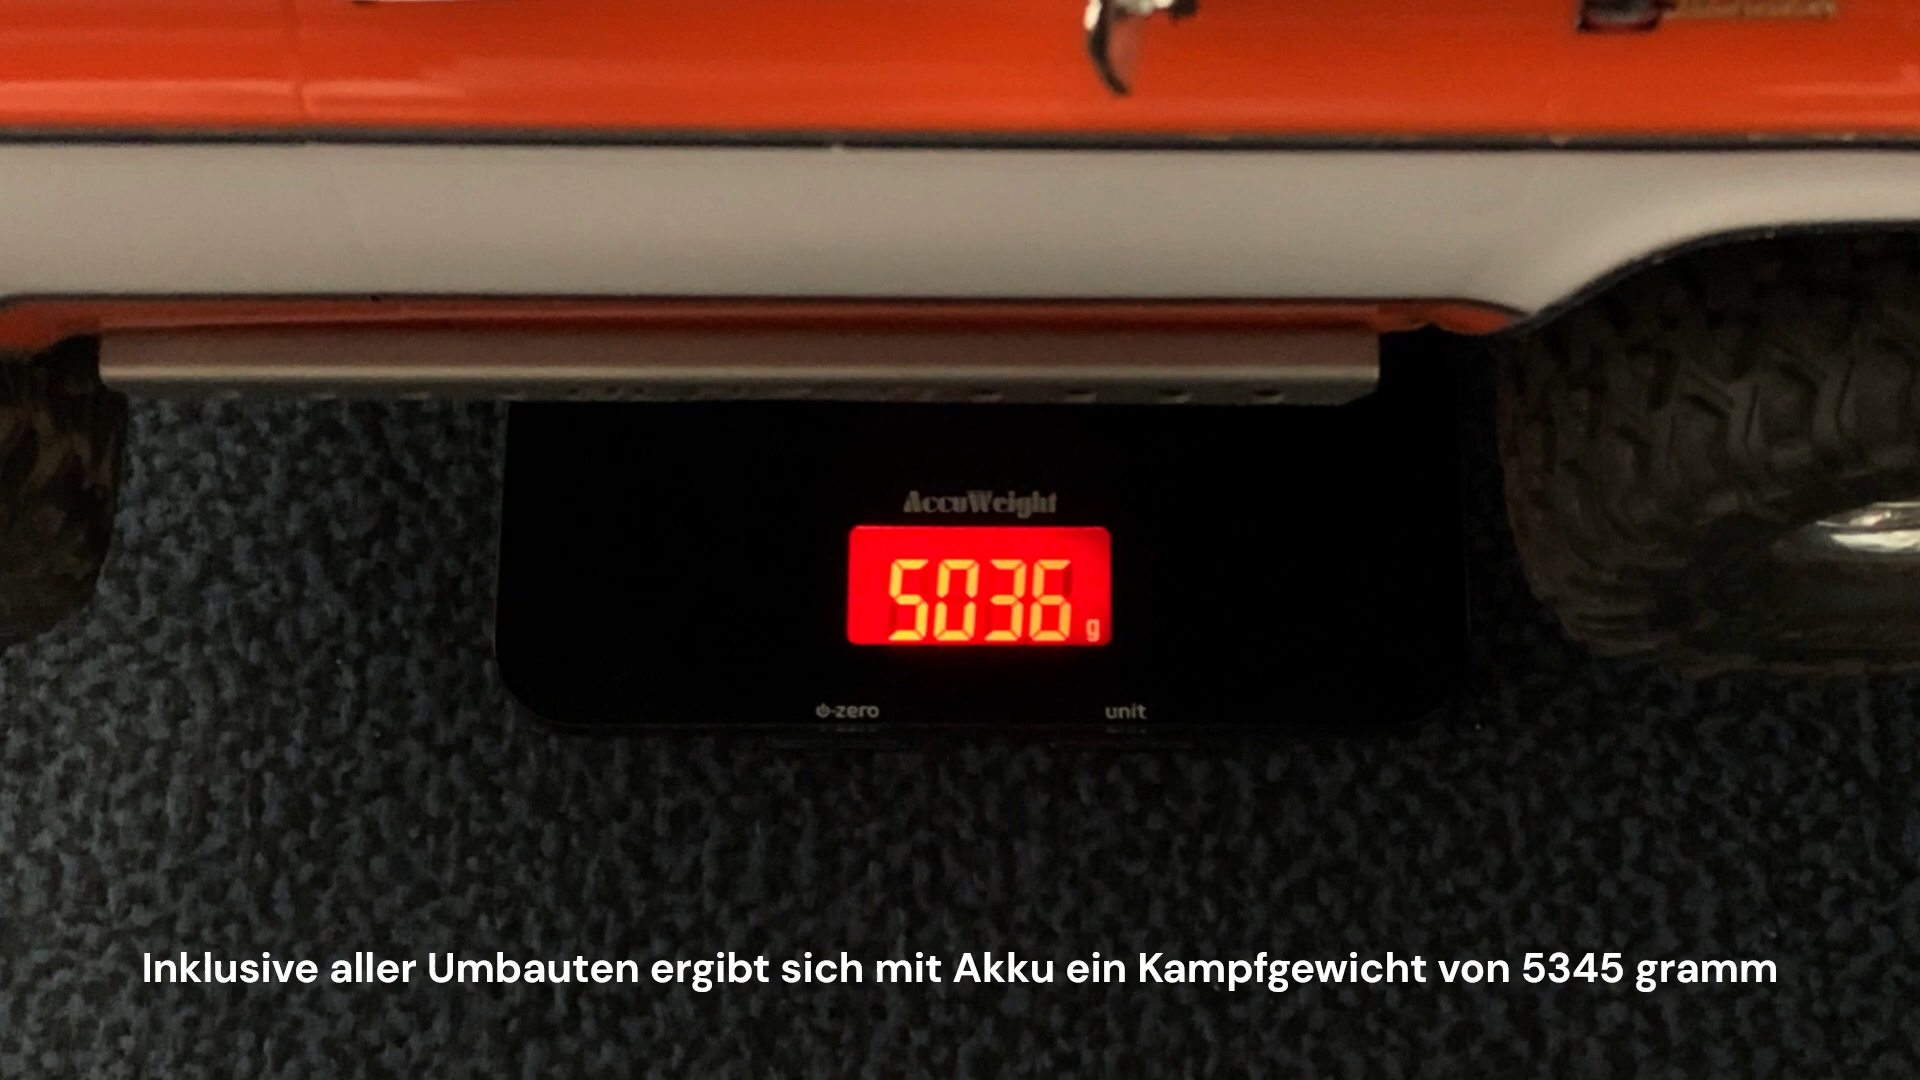 AccuWeight
5036 g
⏻-zero unit
Inklusive aller Umbauten ergibt sich mit Akku ein Kampfgewicht von 5345 gramm